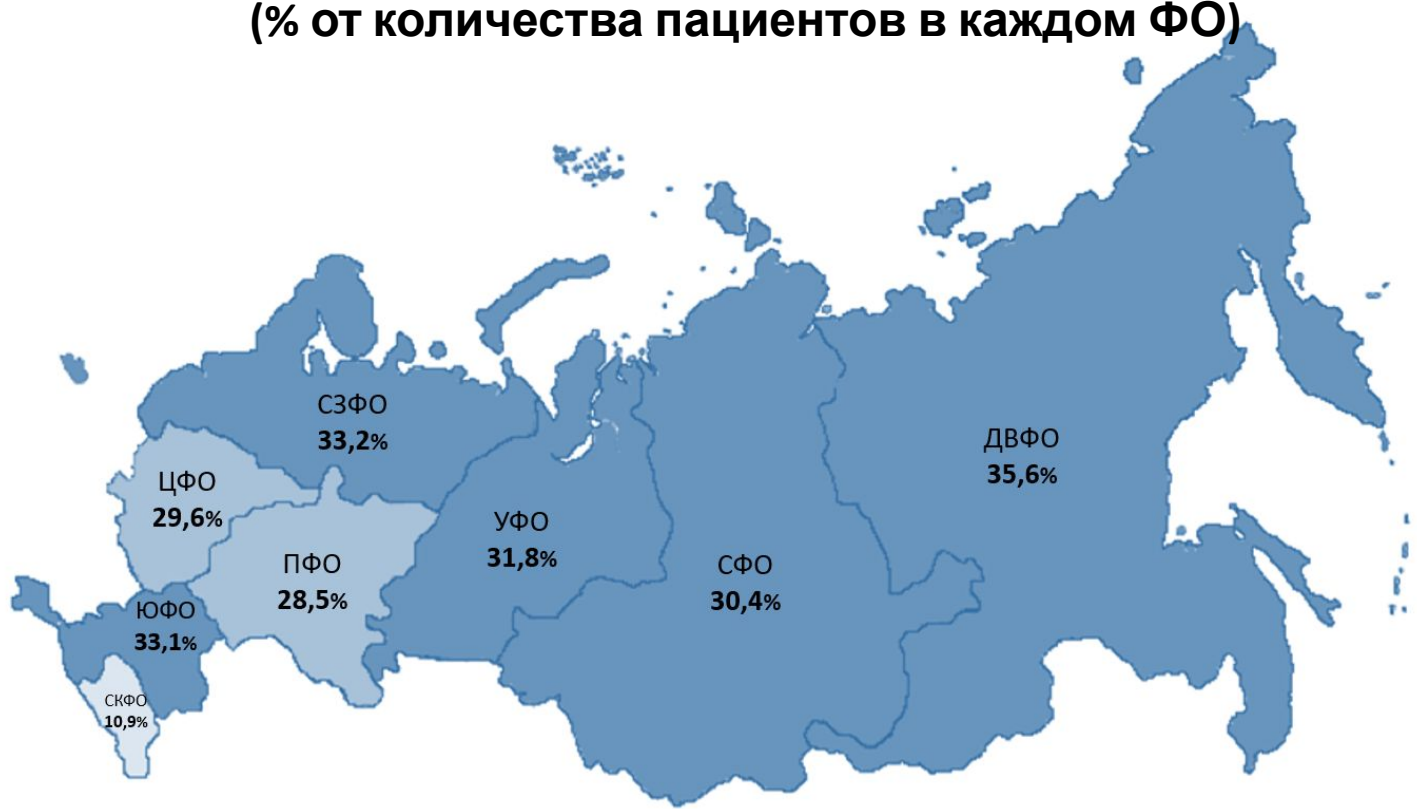 (% от количества пациентов в каждом ФО)
СЗФО
33,2%
ДВФО
35,6%
ЦФО
29,6%
УФО
31,8%
ПФО
28,5%
СФО
30,4%
ЮФО
33,1%
СКФО
10,9%